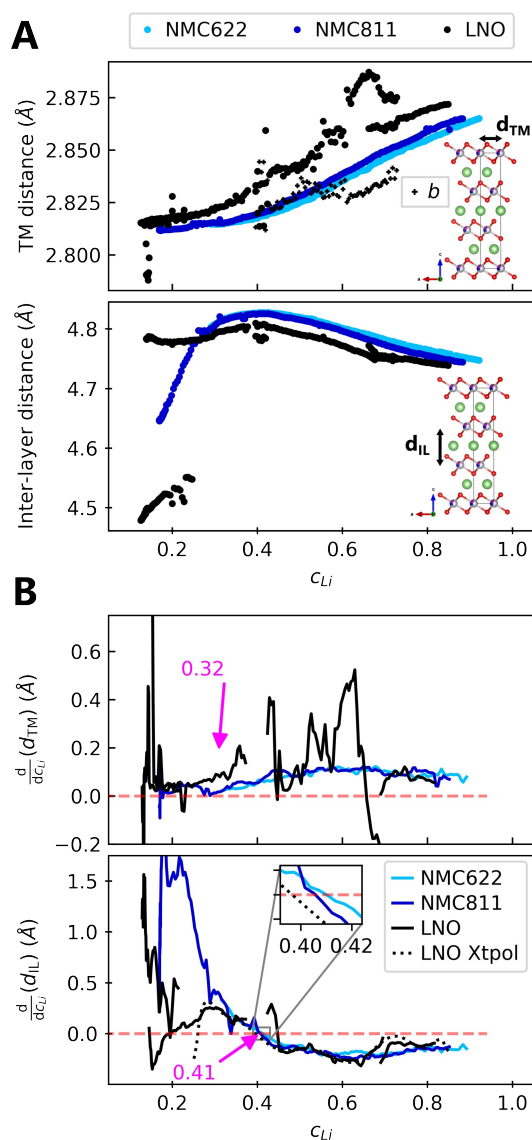 A
NMC622 NMC811 LNO
2.875
2.850
2.825
2.800
TM distance (Å)
d_TM
b
4.8
4.7
4.6
4.5
Inter-layer distance (Å)
d_IL
0.2 0.4 0.6 0.8 1.0
c_Li
B
0.6
0.4
0.2
0.0
−0.2
d/dc_Li (d_TM) (Å)
0.32
1.5
1.0
0.5
0.0
d/dc_Li (d_IL) (Å)
0.40 0.42
NMC622
NMC811
LNO
LNO Xtpol
0.41
0.2 0.4 0.6 0.8 1.0
c_Li